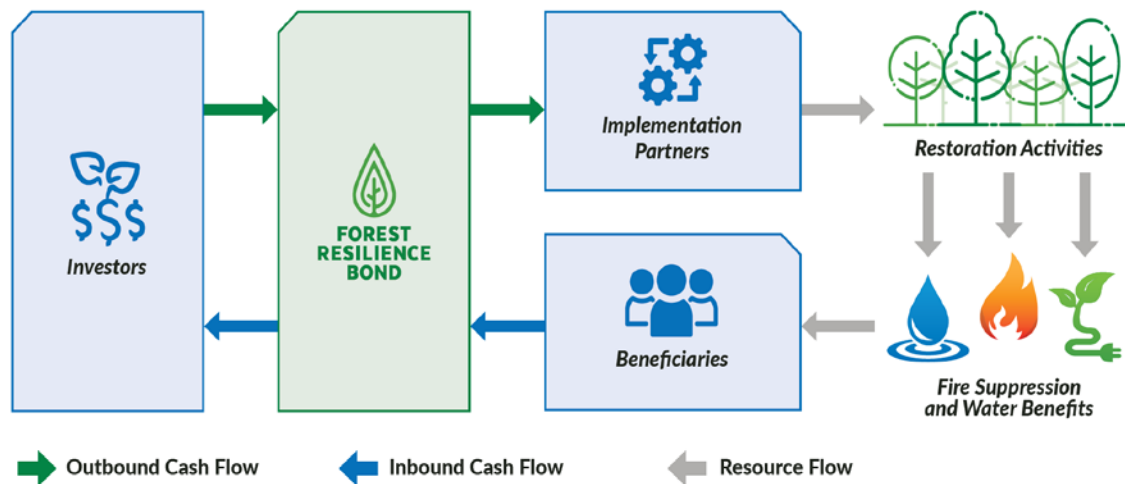 Investors
FOREST
RESILIENCE
BOND
Implementation
Partners
Restoration Activities
Beneficiaries
Fire Suppression
and Water Benefits
Outbound Cash Flow
Inbound Cash Flow
Resource Flow